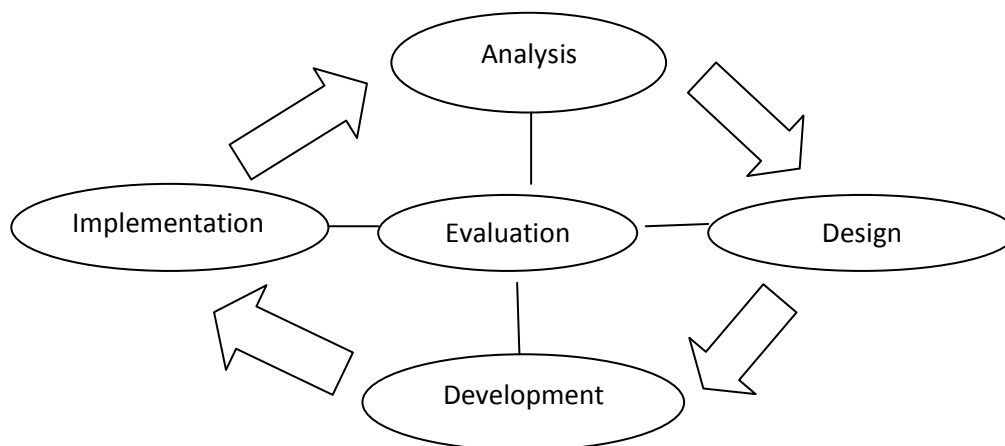 Analysis
Implementation
Evaluation
Design
Development